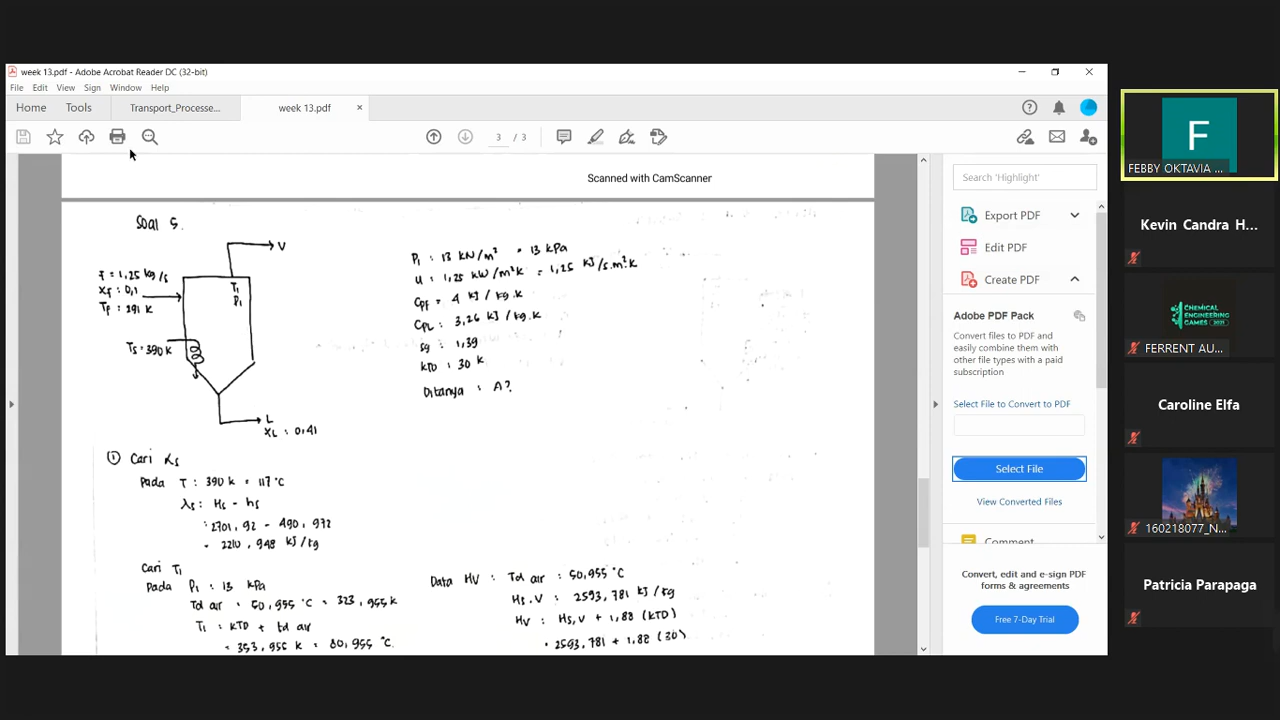 week 13.pdf - Adobe Acrobat Reader DC (32-bit)
File Edit View Sign Window Help
Home Tools Transport_Processe... week 13.pdf ×
3 / 3
Scanned with CamScanner
Soal 5.
V
F = 1,25 kg/s
XF : 0,1
TF : 291 K
T1
P1
Ts = 390 K
L
XL : 0,41
P1 : 13 kN/m² = 13 kPa
U : 1,25 kW/m²K = 1,25 kJ/s.m².K
CpF = 4 kJ/kg.K
CpL : 3,26 kJ/kg.K
sg : 1,39
KTD : 30 K
Ditanya : A?
① Cari λs
Pada T : 390 K = 117 °C
λs : Hs - hs
: 2701,92 - 490,972
= 2210,948 kJ/kg
Cari T1
Pada P1 : 13 kPa
Td air = 50,955 °C = 323,955 K
T1 : KTD + td air
= 353,955 K = 80,955 °C.
Data HV : Td air : 50,955 °C
Hs.V : 2593,781 kJ/kg
HV : Hs,V + 1,88 (KTD)
= 2593,781 + 1,88 (30)
Search 'Highlight'
Export PDF
Edit PDF
Create PDF
Adobe PDF Pack
Convert files to PDF and
easily combine them with
other file types with a paid
subscription
Select File to Convert to PDF
Select File
View Converted Files
Comment
Convert, edit and e-sign PDF
forms & agreements
Free 7-Day Trial
F
FEBBY OKTAVIA ...
Kevin Candra H...
CHEMICAL
ENGINEERING
GAMES
2021
FERRENT AU...
Caroline Elfa
160218077_N...
Patricia Parapaga